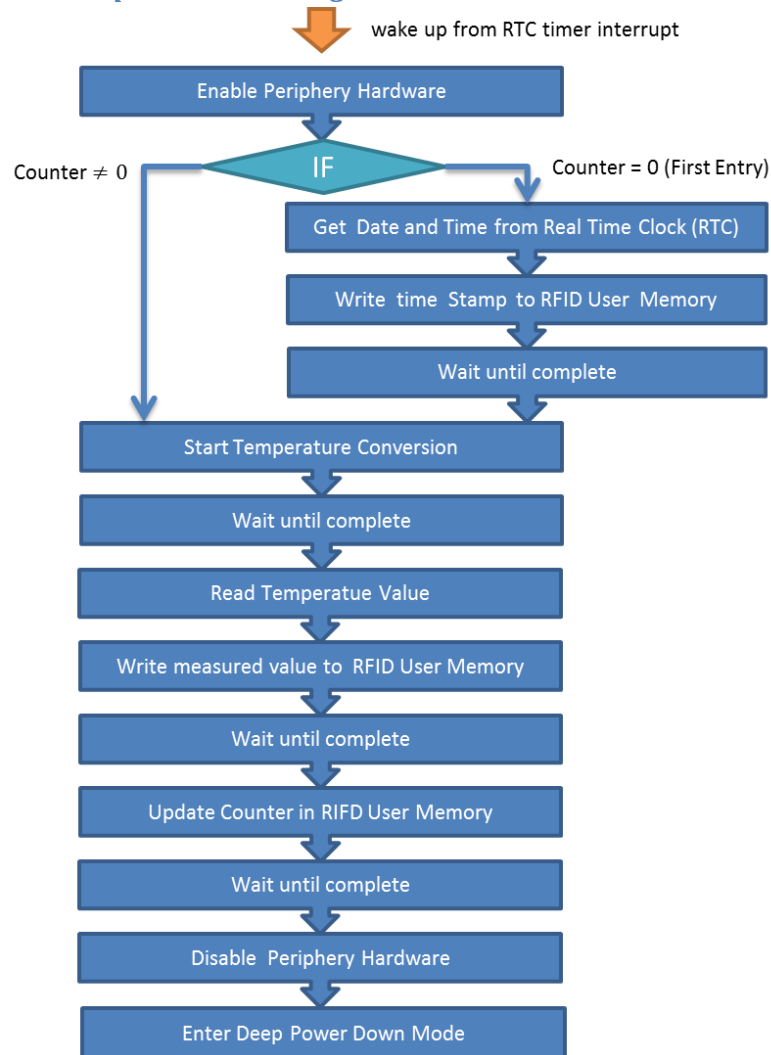 wake up from RTC timer interrupt
Enable Periphery Hardware
IF
Counter ≠ 0
Counter = 0 (First Entry)
Get Date and Time from Real Time Clock (RTC)
Write time Stamp to RFID User Memory
Wait until complete
Start Temperature Conversion
Wait until complete
Read Temperatue Value
Write measured value to RFID User Memory
Wait until complete
Update Counter in RIFD User Memory
Wait until complete
Disable Periphery Hardware
Enter Deep Power Down Mode